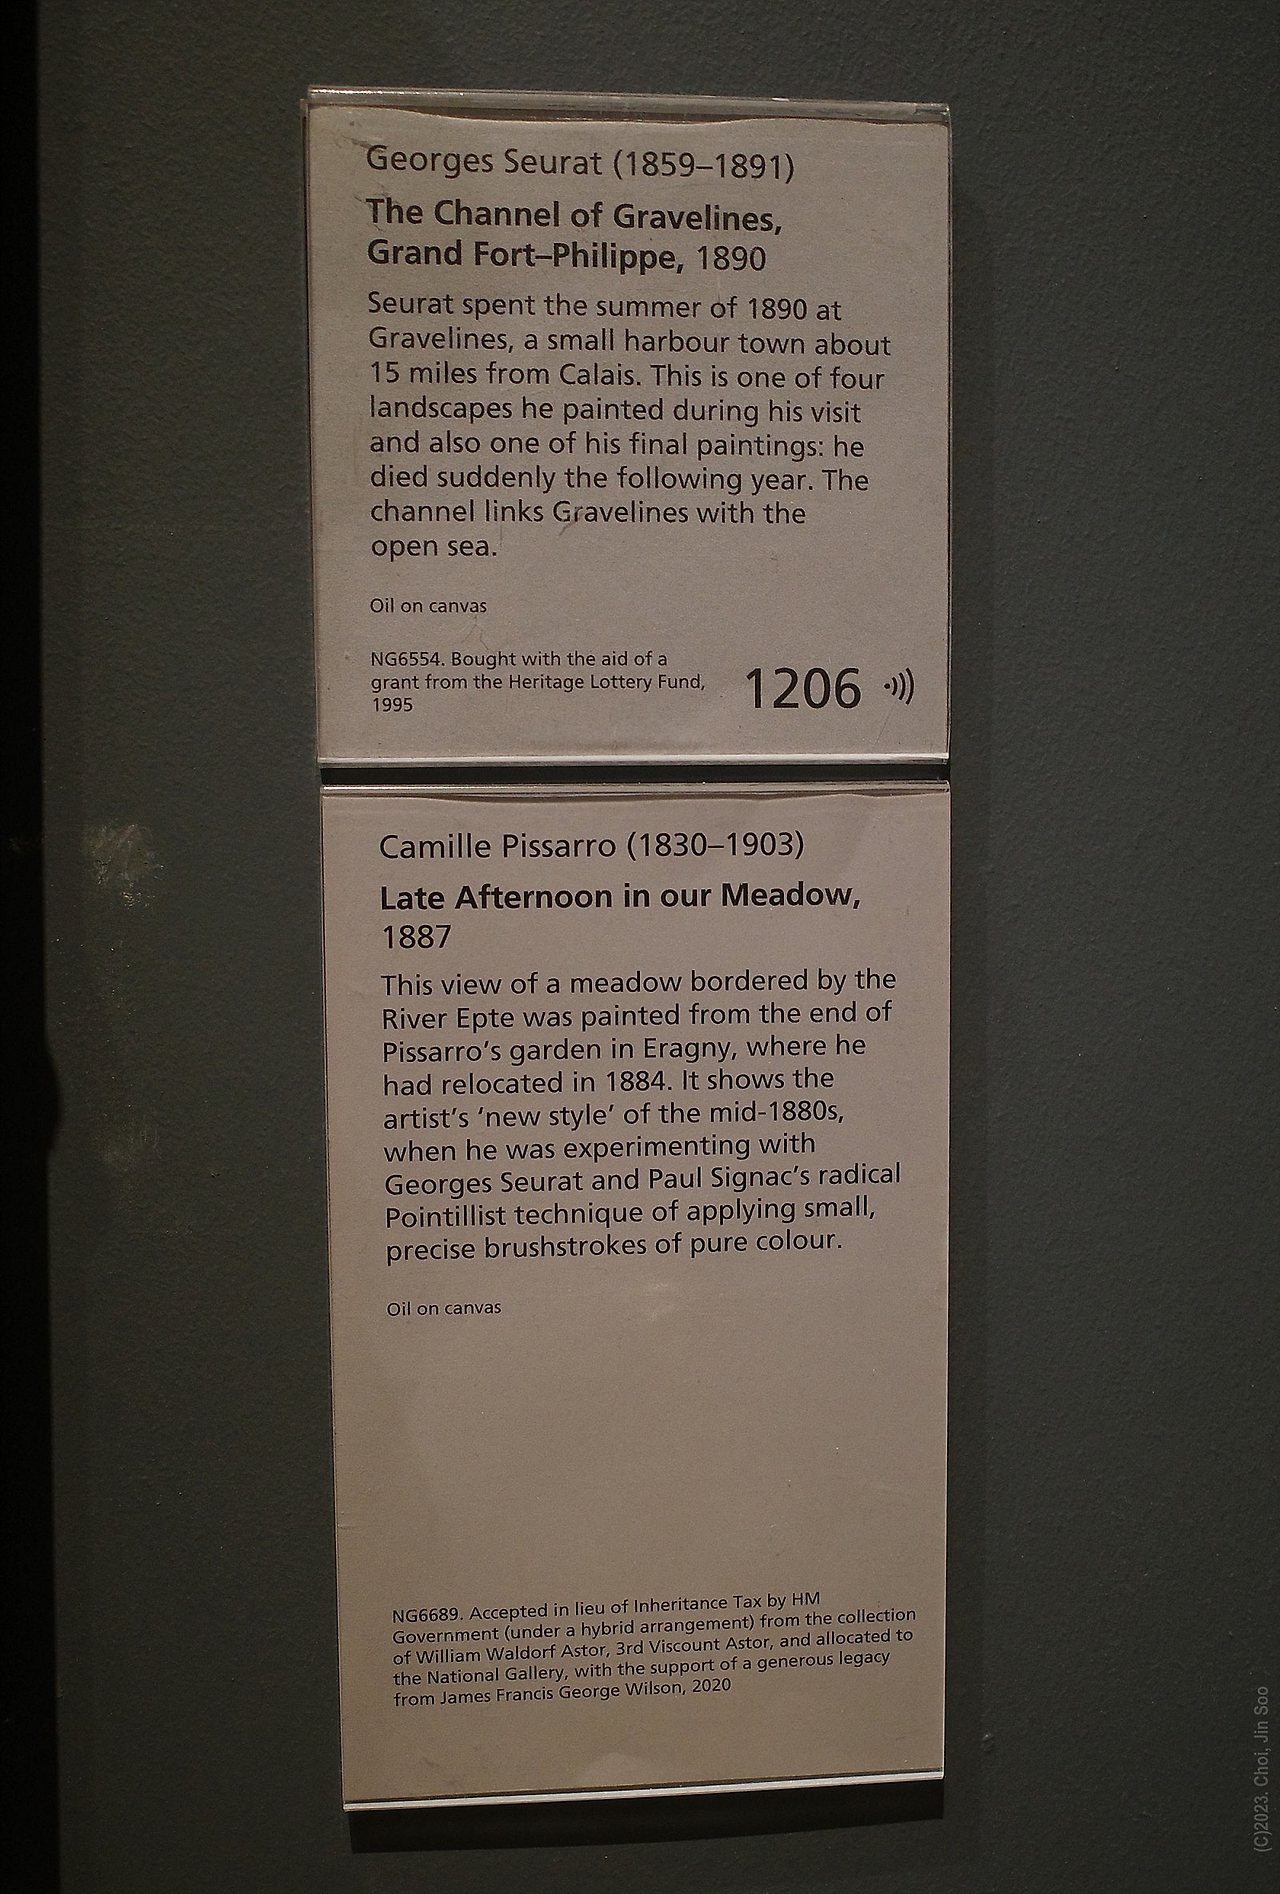 Georges Seurat (1859–1891)
The Channel of Gravelines,
Grand Fort–Philippe, 1890
Seurat spent the summer of 1890 at
Gravelines, a small harbour town about
15 miles from Calais. This is one of four
landscapes he painted during his visit
and also one of his final paintings: he
died suddenly the following year. The
channel links Gravelines with the
open sea.
Oil on canvas
NG6554. Bought with the aid of a
grant from the Heritage Lottery Fund,
1995
1206
Camille Pissarro (1830–1903)
Late Afternoon in our Meadow,
1887
This view of a meadow bordered by the
River Epte was painted from the end of
Pissarro’s garden in Eragny, where he
had relocated in 1884. It shows the
artist’s ‘new style’ of the mid-1880s,
when he was experimenting with
Georges Seurat and Paul Signac’s radical
Pointillist technique of applying small,
precise brushstrokes of pure colour.
Oil on canvas
NG6689. Accepted in lieu of Inheritance Tax by HM
Government (under a hybrid arrangement) from the collection
of William Waldorf Astor, 3rd Viscount Astor, and allocated to
the National Gallery, with the support of a generous legacy
from James Francis George Wilson, 2020
(C)2023. Choi, Jin Soo